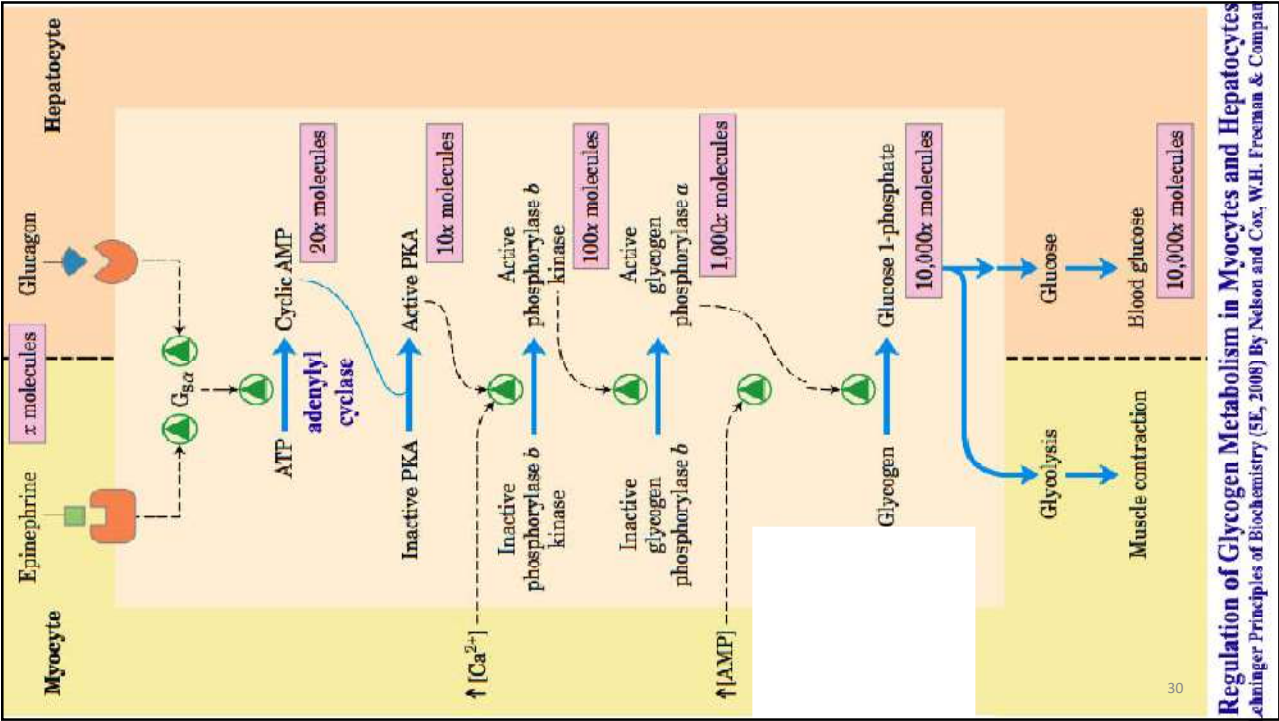 Myocyte
Hepatocyte
Epinephrine
x molecules
Glucagon
Gsα
ATP
Cyclic AMP
20x molecules
adenylyl
cyclase
Inactive PKA
Active PKA
10x molecules
↑[Ca²⁺]
Inactive
phosphorylase b
kinase
Active
phosphorylase b
kinase
100x molecules
Inactive
glycogen
phosphorylase b
Active
glycogen
phosphorylase a
1,000x molecules
↑[AMP]
Glycogen
Glucose 1-phosphate
10,000x molecules
Glycolysis
Glucose
Muscle contraction
Blood glucose
10,000x molecules
Regulation of Glycogen Metabolism in Myocytes and Hepatocytes
ehninger Principles of Biochemistry (5E, 2008) By Nelson and Cox, W.H. Freeman & Compan
30